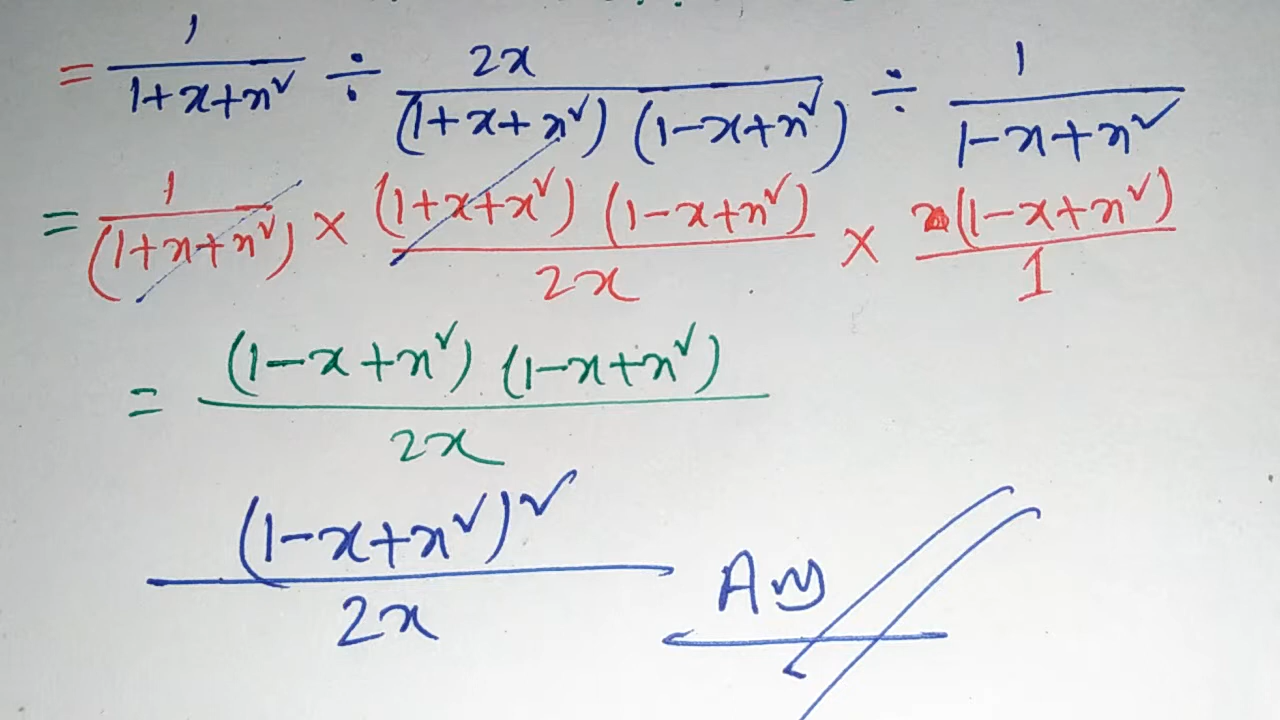 = 1/(1+x+x²) ÷ 2x/((1+x+x²) (1-x+x²)) ÷ 1/(1-x+x²)
= 1/(1+x+x²) × ((1+x+x²) (1-x+x²))/2x × (1-x+x²)/1
= ((1-x+x²) (1-x+x²))/2x
(1-x+x²)²/2x Ans